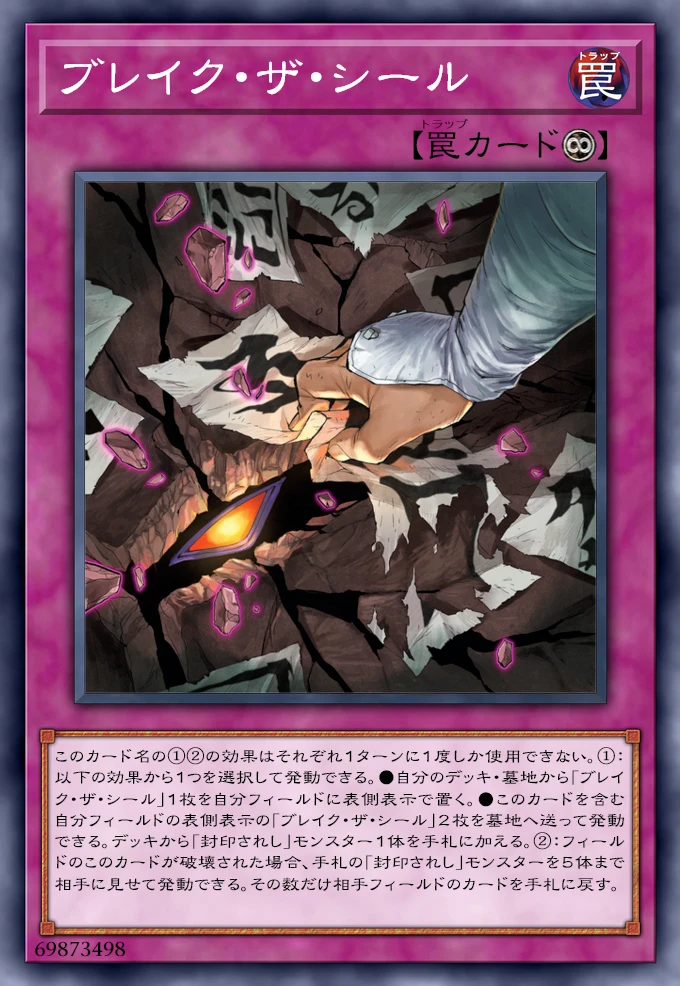 ブレイク・ザ・シール
トラップ
罠
トラップ
【罠カード】
このカード名の①②の効果はそれぞれ1ターンに1度しか使用できない。①:
以下の効果から1つを選択して発動できる。●自分のデッキ・墓地から「ブレイ
ク・ザ・シール」1枚を自分フィールドに表側表示で置く。●このカードを含む
自分フィールドの表側表示の「ブレイク・ザ・シール」2枚を墓地へ送って発動
できる。デッキから「封印されし」モンスター1体を手札に加える。②:フィール
ドのこのカードが破壊された場合、手札の「封印されし」モンスターを5体まで
相手に見せて発動できる。その数だけ相手フィールドのカードを手札に戻す。
69873498